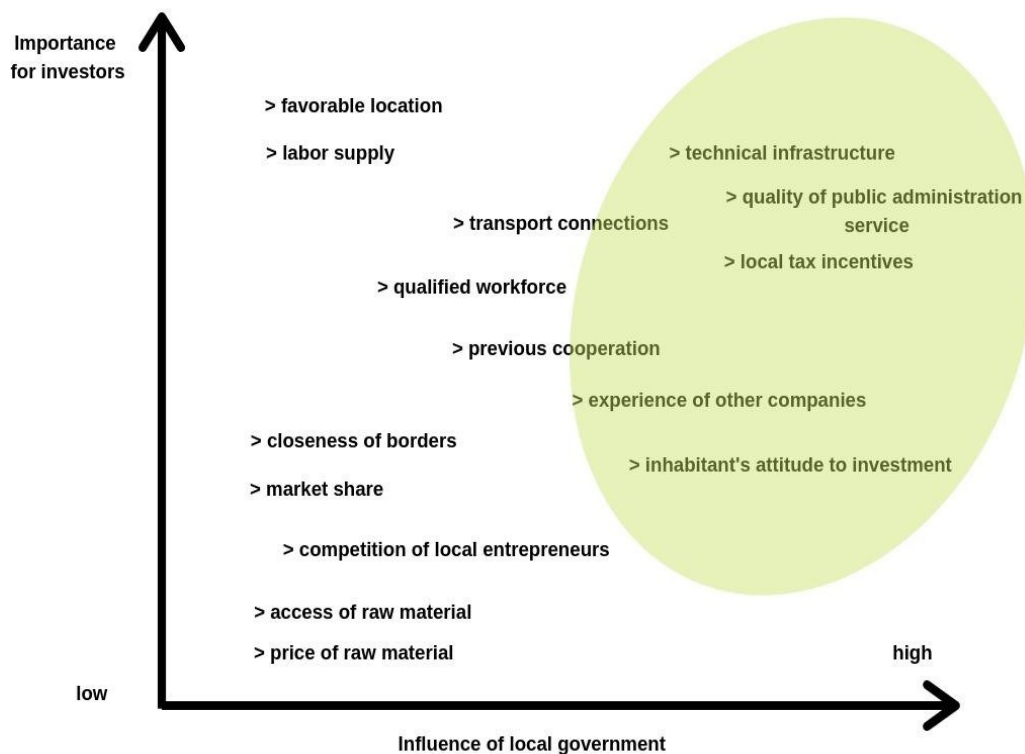 Importance
for investors
> favorable location
> labor supply
> technical infrastructure
> quality of public administration
service
> transport connections
> local tax incentives
> qualified workforce
> previous cooperation
> experience of other companies
> closeness of borders
> inhabitant's attitude to investment
> market share
> competition of local entrepreneurs
> access of raw material
> price of raw material
high
low
Influence of local government